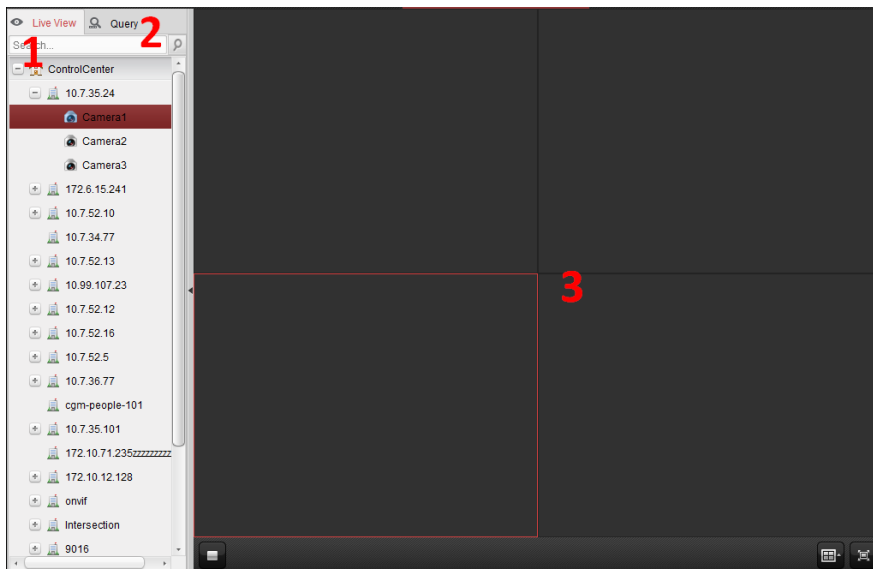 Live View Query
2
Search...
1
ControlCenter
10.7.35.24
Camera1
Camera2
Camera3
172.6.15.241
10.7.52.10
10.7.34.77
10.7.52.13
10.99.107.23
3
10.7.52.12
10.7.52.16
10.7.52.5
10.7.36.77
cgm-people-101
10.7.35.101
172.10.71.235zzzzzzzzz
172.10.12.128
onvif
Intersection
9016